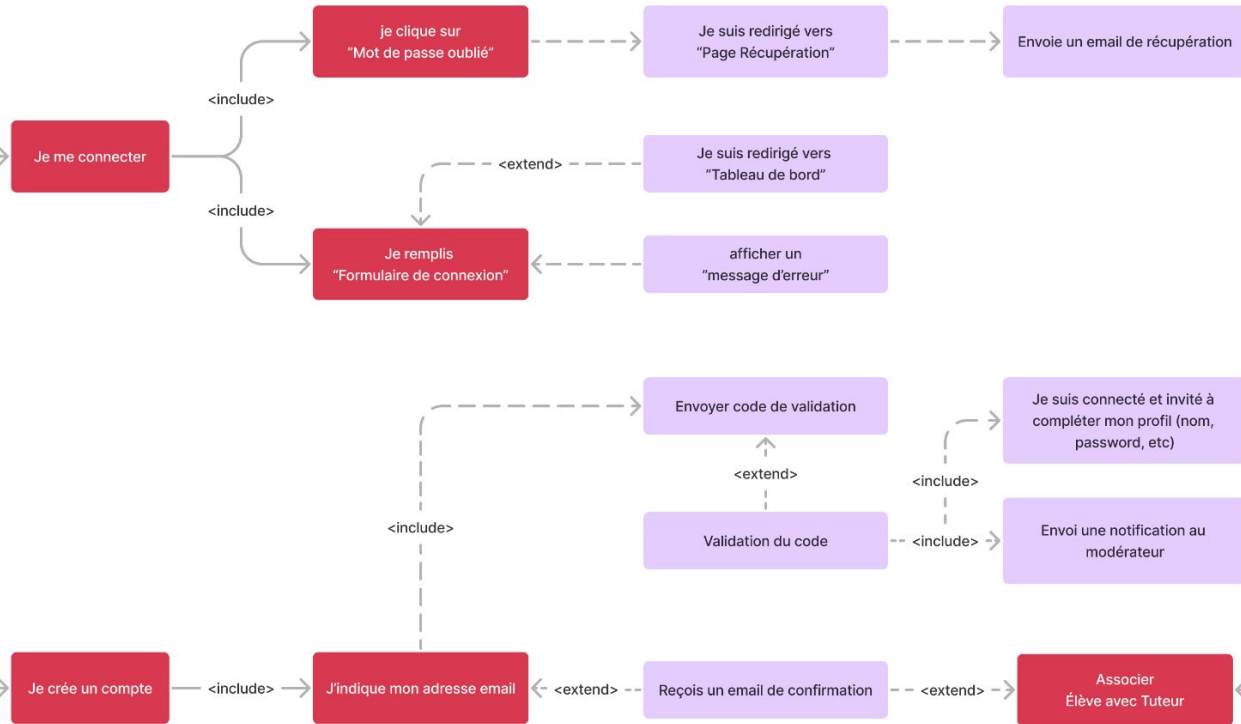 je clique sur
“Mot de passe oublié”
Je suis redirigé vers
“Page Récupération”
Envoie un email de récupération
<include>
Je me connecter
<extend>
Je suis redirigé vers
“Tableau de bord”
<include>
Je remplis
“Formulaire de connexion”
afficher un
“message d’erreur”
Envoyer code de validation
Je suis connecté et invité à
compléter mon profil (nom,
password, etc)
<extend>
<include>
<include>
Validation du code
<include>
Envoi une notification au
modérateur
Je crée un compte
<include>
J’indique mon adresse email
<extend>
Reçois un email de confirmation
<extend>
Associer
Élève avec Tuteur